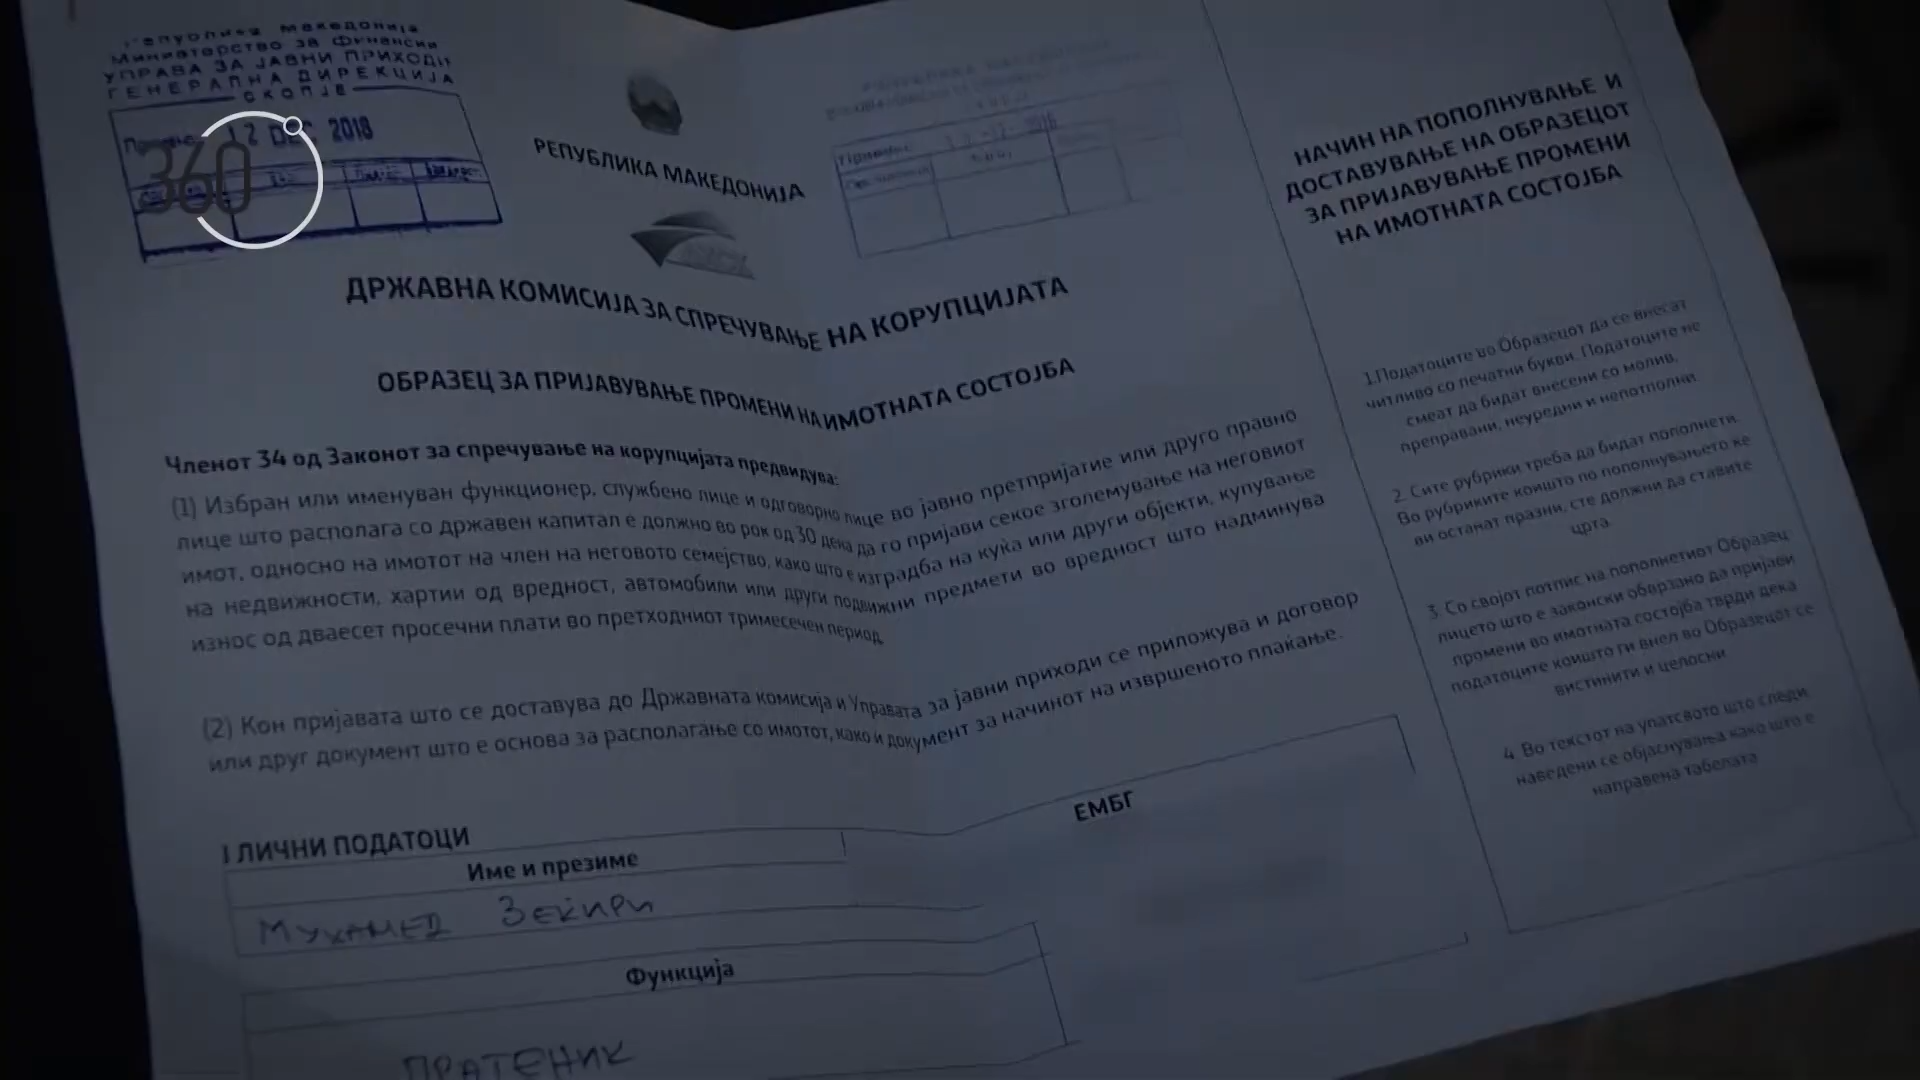 Република Македонија
Министерство за Финансии
УПРАВА ЗА ЈАВНИ ПРИХОДИ
ГЕНЕРАЛНА ДИРЕКЦИЈА
СКОПЈЕ
12 DEC 2018
360
РЕПУБЛИКА МАКЕДОНИЈА
ДРЖАВНА КОМИСИЈА ЗА СПРЕЧУВАЊЕ НА КОРУПЦИЈАТА
ОБРАЗЕЦ ЗА ПРИЈАВУВАЊЕ ПРОМЕНИ НА ИМОТНАТА СОСТОЈБА
Членот 34 од Законот за спречување на корупцијата предвидува:
(1) Избран или именуван функционер, службено лице и одговорно лице во јавно претпријатие или друго правно
лице што располага со државен капитал е должно во рок од 30 дена да го пријави секое зголемување на неговиот
имот, односно на имотот на член на неговото семејство, како што е изградба на куќа или други објекти, купување
на недвижности, хартии од вредност, автомобили или други подвижни предмети во вредност што надминува
износ од дваесет просечни плати во претходниот тримесечен период.
(2) Кон пријавата што се доставува до Државната комисија и Управата за јавни приходи се приложува и договор
или друг документ што е основа за располагање со имотот, како и документ за начинот на извршеното плаќање.
I ЛИЧНИ ПОДАТОЦИ
Име и презиме
ЕМБГ
МУХАМЕД ЗЕЌИРИ
Функција
ПРАТЕНИК
НАЧИН НА ПОПОЛНУВАЊЕ И
ДОСТАВУВАЊЕ НА ОБРАЗЕЦОТ
ЗА ПРИЈАВУВАЊЕ ПРОМЕНИ
НА ИМОТНАТА СОСТОЈБА
1.Податоците во Образецот да се внесат
читливо со печатни букви. Податоците не
смеат да бидат внесени со молив,
преправани, неуредни и непотполни.
2. Сите рубрики треба да бидат пополнети.
Во рубриките коишто по пополнувањето ќе
ви останат празни, сте должни да ставите
црта.
3. Со својот потпис на пополнетиот Образец
лицето што е законски обврзано да пријави
промени во имотната состојба тврди дека
податоците коишто ги внел во Образецот се
вистинити и целосни
4. Во текстот на упатсвото што следи
наведени се објаснувања како што е
направена табелата